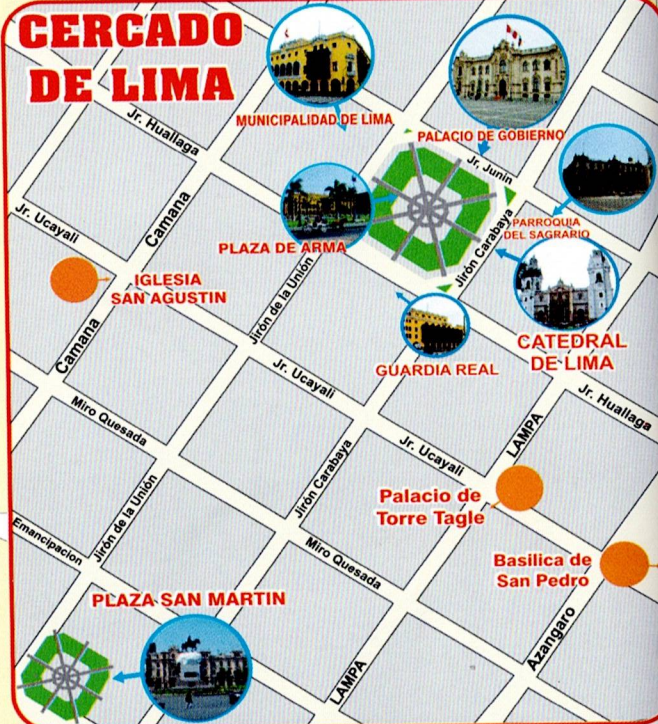 CERCADO
DE LIMA
MUNICIPALIDAD DE LIMA
PALACIO DE GOBIERNO
Jr. Huallaga
Jr, Junin
Camana
Jr. Ucayali
PARROQUIA
DEL SAGRARIO
PLAZA DE ARMA
Jirón Carabaya
IGLESIA
SAN AGUSTIN
Jirón de la Unión
CATEDRAL
DE LIMA
GUARDIA REAL
Camana
Jr. Ucayali
Jr. Huallaga
Miro Quesada
LAMPA
Jr. Ucayali
Jirón Carabaya
Jirón de la Unión
Palacio de
Torre Tagle
Emancipacion
Miro Quesada
Basilica de
San Pedro
PLAZA SAN MARTIN
Azangaro
LAMPA